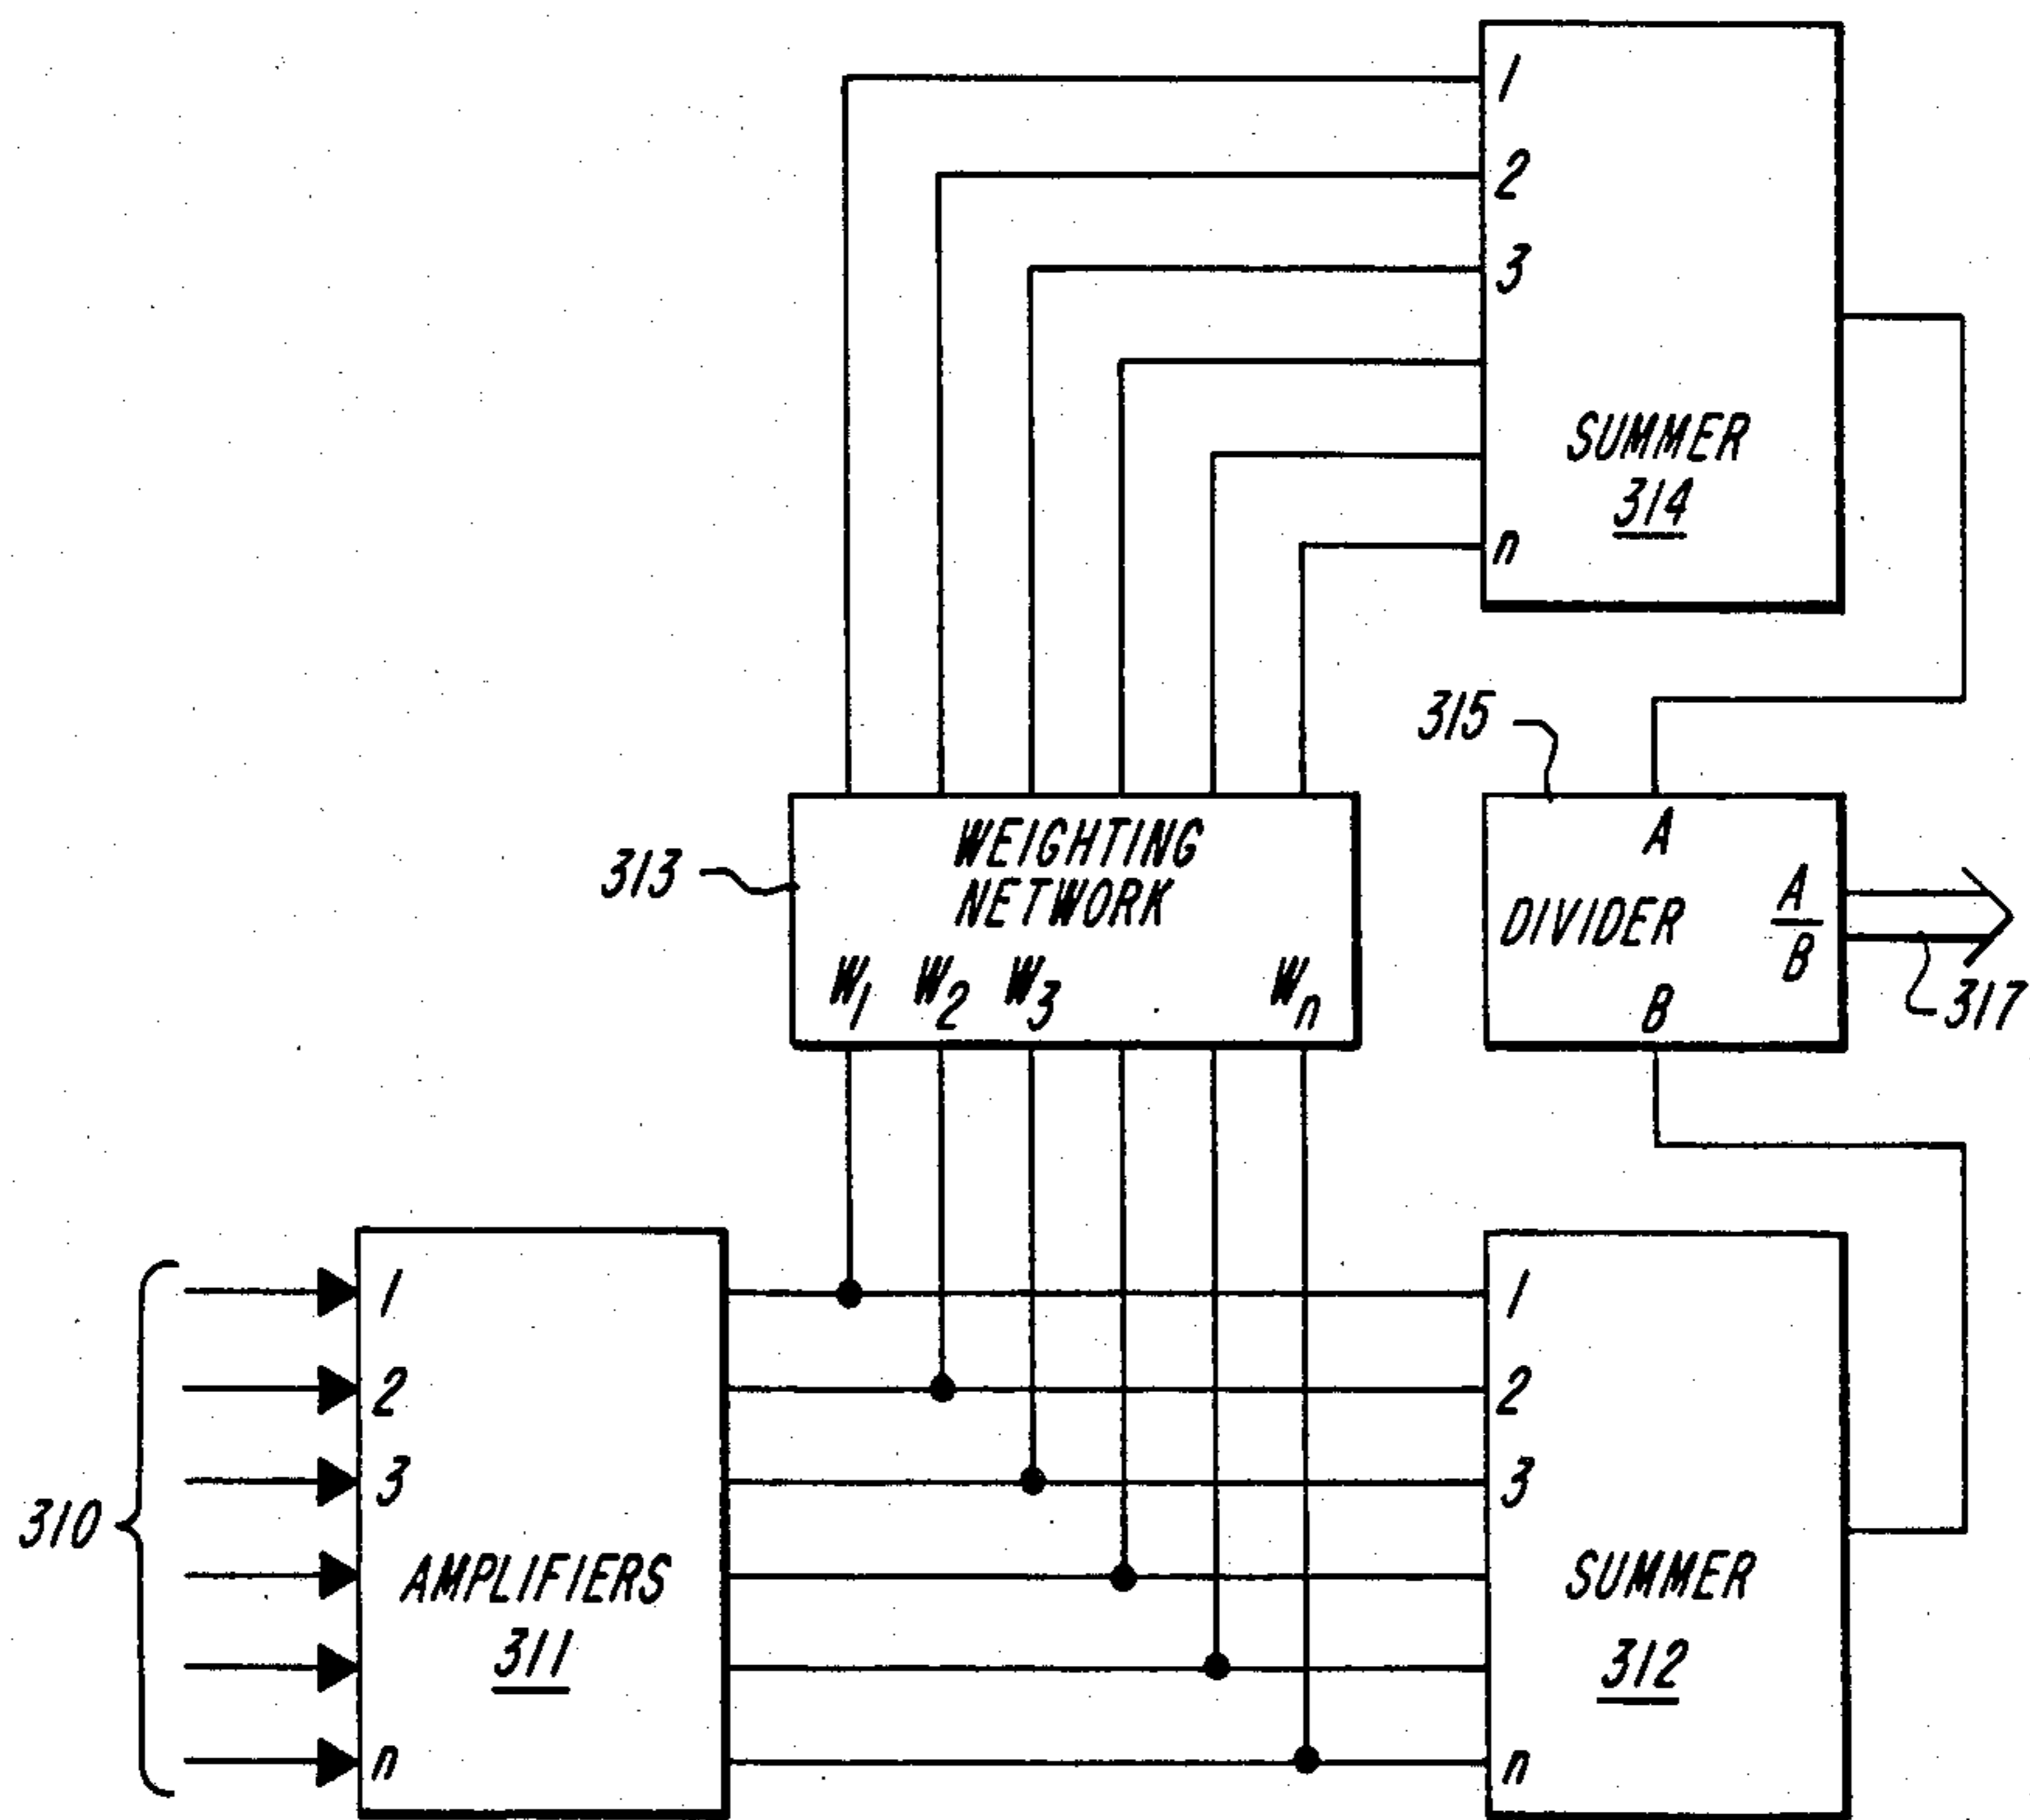 1
2
3
SUMMER
314
n
315
313
WEIGHTING
NETWORK
W1 W2 W3 Wn
A
DIVIDER
A
B
B
317
310
1
2
3
AMPLIFIERS
311
n
1
2
3
SUMMER
312
n